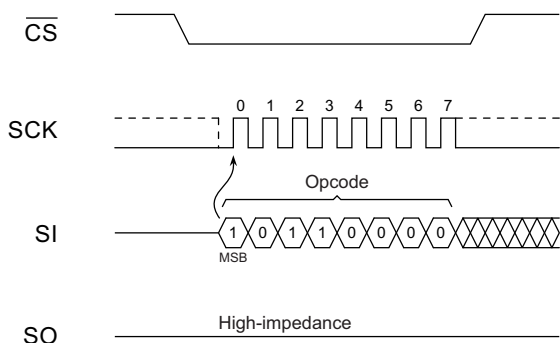 CS
0 1 2 3 4 5 6 7
SCK
Opcode
SI
1 0 1 1 0 0 0 0
MSB
High-impedance
SO